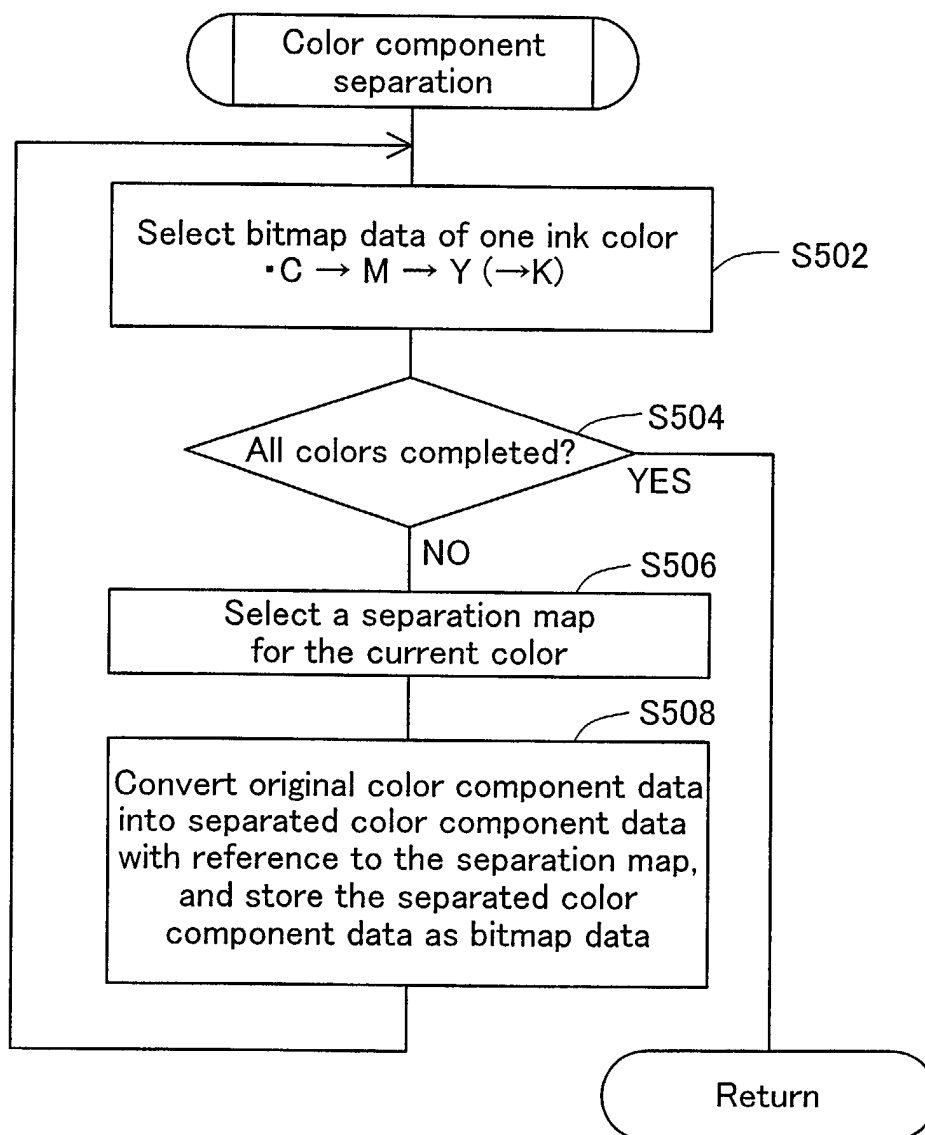 Color component
separation
Select bitmap data of one ink color
・C → M → Y (→K)
S502
S504
All colors completed?
YES
NO
S506
Select a separation map
for the current color
S508
Convert original color component data
into separated color component data
with reference to the separation map,
and store the separated color
component data as bitmap data
Return